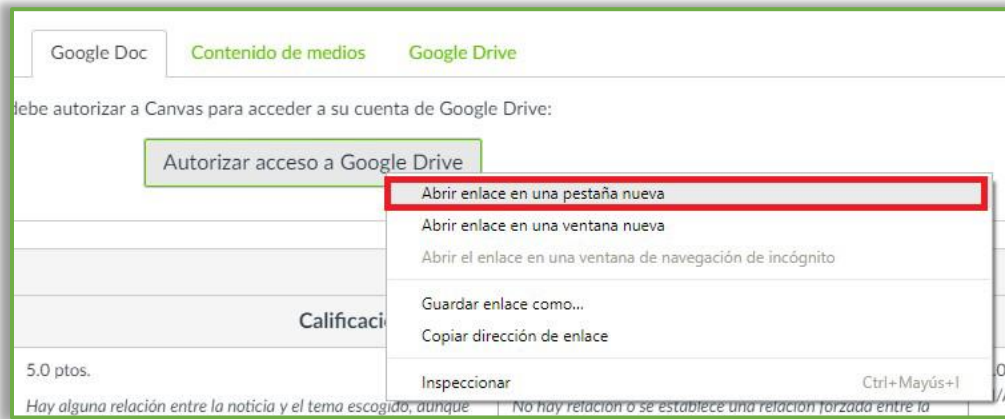 Google Doc Contenido de medios Google Drive
debe autorizar a Canvas para acceder a su cuenta de Google Drive:
Autorizar acceso a Google Drive
Abrir enlace en una pestaña nueva
Abrir enlace en una ventana nueva
Abrir el enlace en una ventana de navegación de incógnito
Guardar enlace como...
Calificaci
Copiar dirección de enlace
5.0 ptos.
Inspeccionar Ctrl+Mayús+I
Hay alguna relación entre la noticia y el tema escogido, aunque No hay relación o se establece una relación forzada entre la